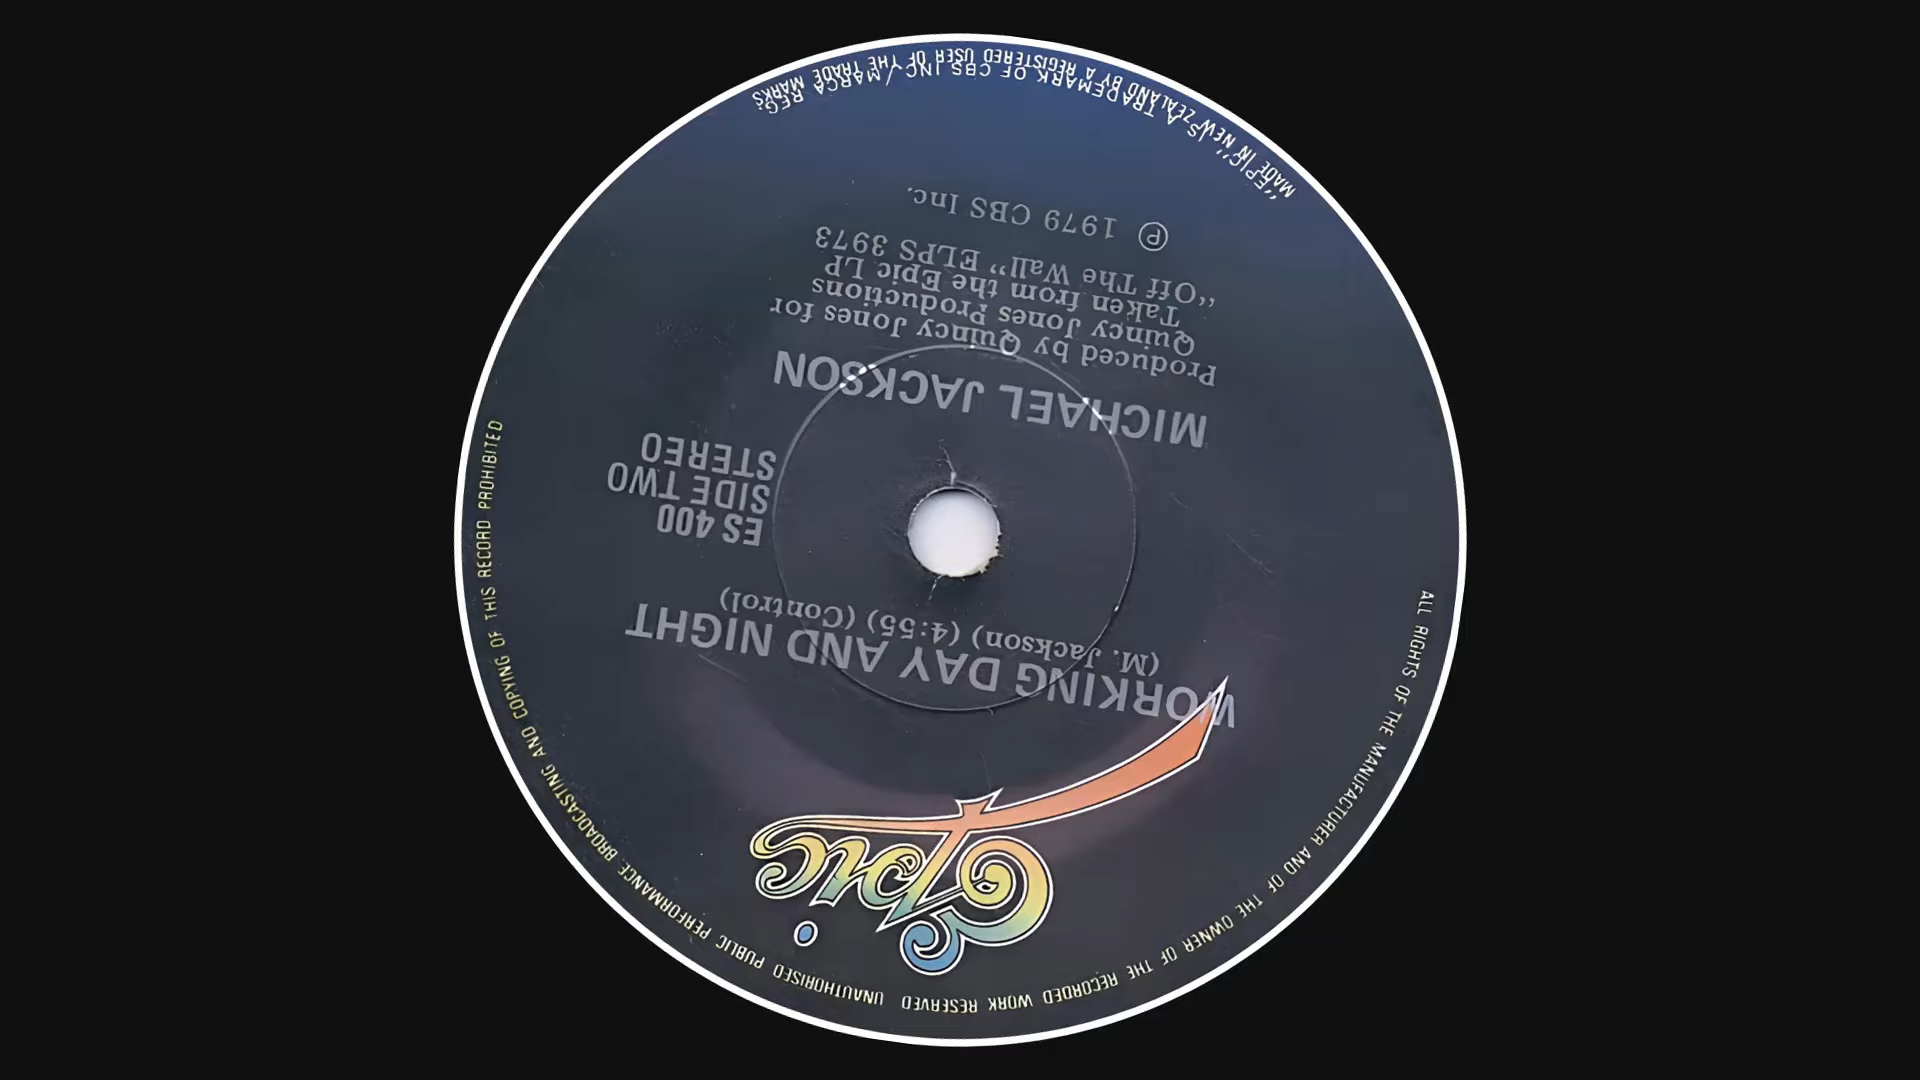 Epic
WORKING DAY AND NIGHT
(M. Jackson) (4:55) (Control)
ES 400
SIDE TWO
STEREO
MICHAEL JACKSON
Produced by Quincy Jones for
Quincy Jones Productions
Taken from the Epic LP
"Off The Wall" ELPS 3973
Ⓟ 1979 CBS Inc.
ALL RIGHTS OF THE MANUFACTURER AND OF THE OWNER OF THE RECORDED WORK RESERVED UNAUTHORISED PUBLIC PERFORMANCE BROADCASTING AND COPYING OF THIS RECORD PROHIBITED
"EPIC" IS A TRADEMARK OF CBS INC./MARCA REG.
MADE IN NEW ZEALAND BY A REGISTERED USER OF THE TRADE MARKS